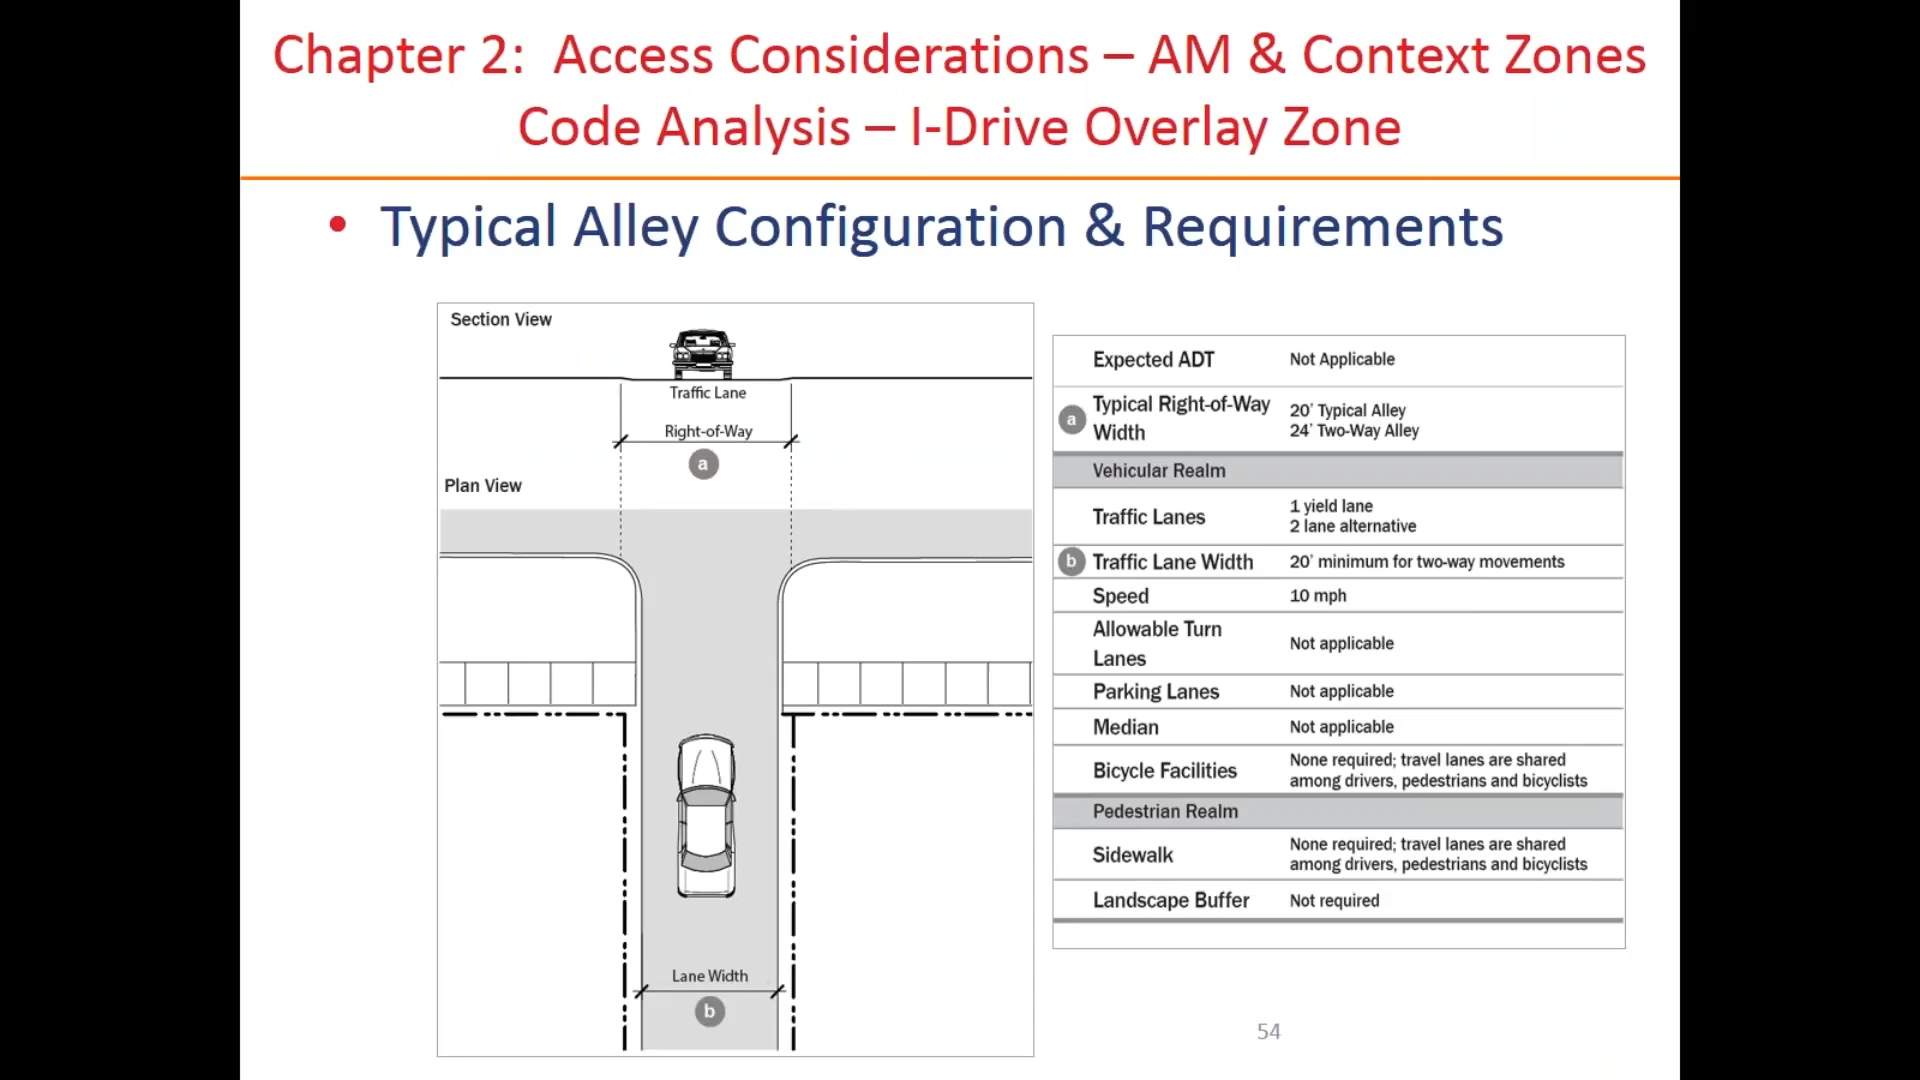 Chapter 2:  Access Considerations – AM & Context Zones
Code Analysis – I-Drive Overlay Zone
• Typical Alley Configuration & Requirements
Section View
Traffic Lane
Right-of-Way
a
Plan View
Lane Width
b
Expected ADT Not Applicable
a Typical Right-of-Way Width
20' Typical Alley
24' Two-Way Alley
Vehicular Realm
Traffic Lanes
1 yield lane
2 lane alternative
b Traffic Lane Width 20' minimum for two-way movements
Speed 10 mph
Allowable Turn
Lanes
Not applicable
Parking Lanes Not applicable
Median Not applicable
Bicycle Facilities
None required; travel lanes are shared
among drivers, pedestrians and bicyclists
Pedestrian Realm
Sidewalk
None required; travel lanes are shared
among drivers, pedestrians and bicyclists
Landscape Buffer Not required
54